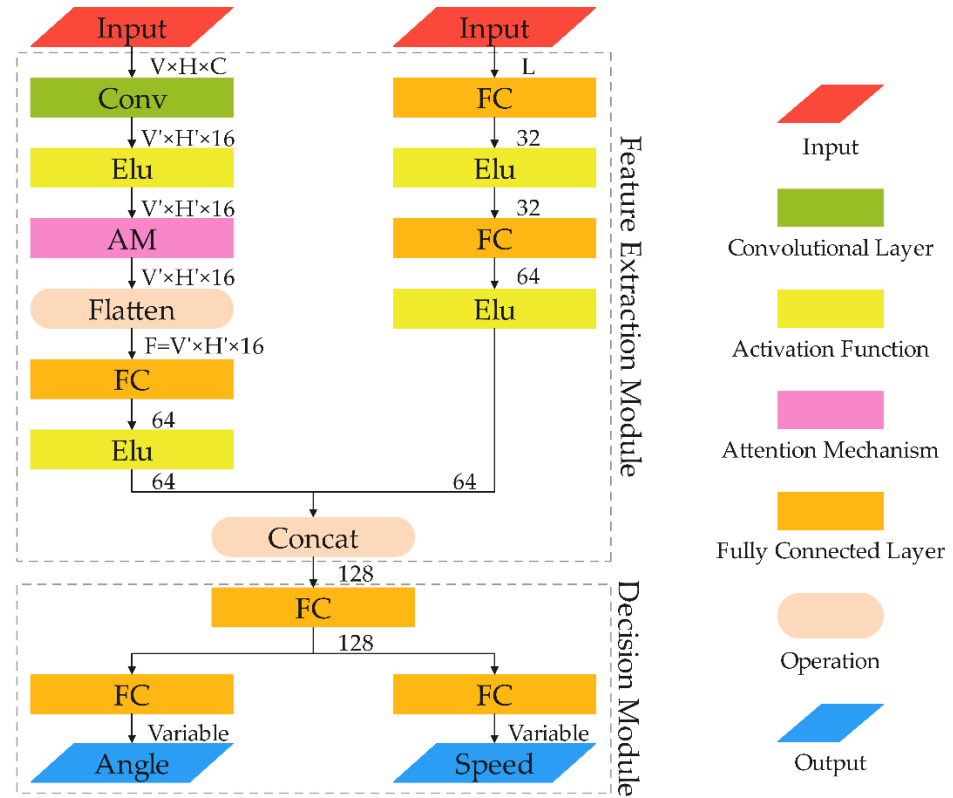 Input
Input
V×H×C
L
Conv
FC
V'×H'×16
32
Elu
Elu
V'×H'×16
32
AM
FC
V'×H'×16
64
Flatten
Elu
F=V'×H'×16
FC
64
Elu
64
64
Concat
Feature Extraction Module
128
FC
128
FC
FC
Variable
Variable
Angle
Speed
Decision Module
Input
Convolutional Layer
Activation Function
Attention Mechanism
Fully Connected Layer
Operation
Output